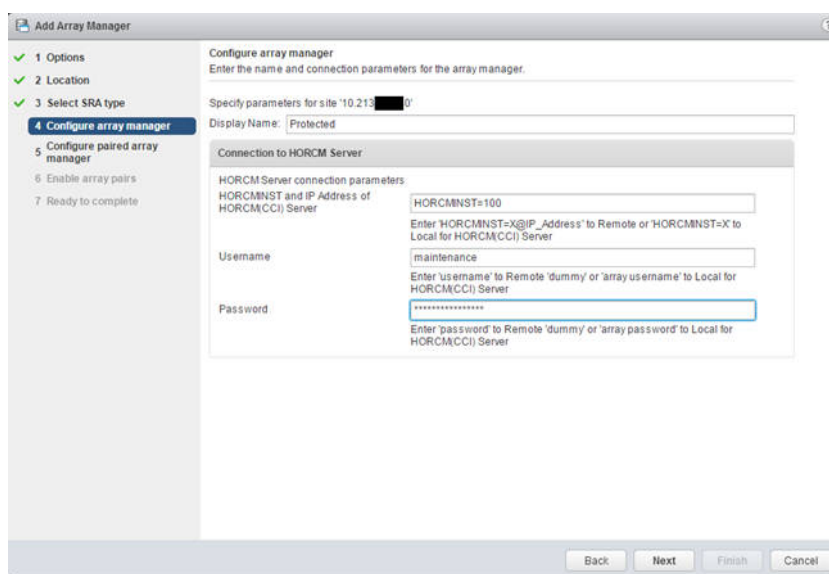 Add Array Manager
?
1 Options
2 Location
3 Select SRA type
4 Configure array manager
5 Configure paired array
manager
6 Enable array pairs
7 Ready to complete
Configure array manager
Enter the name and connection parameters for the array manager.
Specify parameters for site '10.213 0'
Display Name: Protected
Connection to HORCM Server
HORCM Server connection parameters
HORCMINST and IP Address of
HORCM(CCI) Server
HORCMINST=100
Enter 'HORCMINST=X@IP_Address' to Remote or 'HORCMINST=X' to
Local for HORCM(CCI) Server
Username
maintenance
Enter 'username' to Remote 'dummy' or 'array username' to Local for
HORCM(CCI) Server
Password
****************
Enter 'password' to Remote 'dummy' or 'array password' to Local for
HORCM(CCI) Server
Back Next Finish Cancel